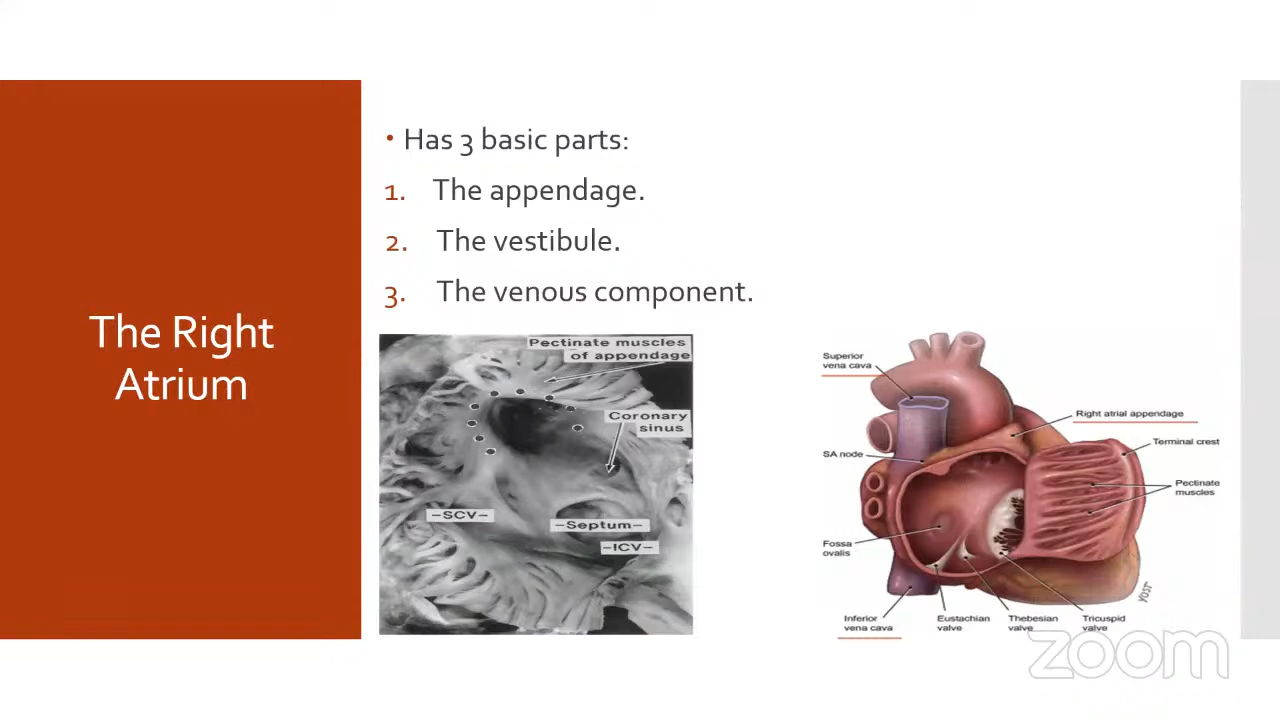 The Right
Atrium
• Has 3 basic parts:
1. The appendage.
2. The vestibule.
3. The venous component.
Pectinate muscles
of appendage
Coronary
sinus
–SCV–
–Septum–
–ICV–
Superior
vena cava
Right atrial appendage
Terminal crest
SA node
Pectinate
muscles
Fossa
ovalis
Inferior
vena cava
Eustachian
valve
Thebesian
valve
Tricuspid
valve
YOST
zoom